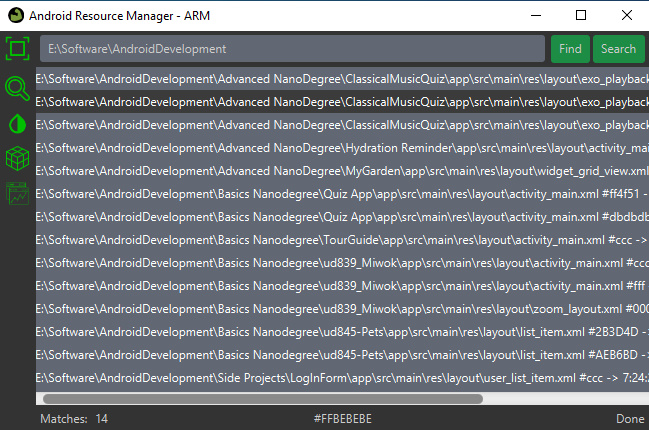 Android Resource Manager - ARM
E:\Software\AndroidDevelopment Find Search
E:\Software\AndroidDevelopment\Advanced NanoDegree\ClassicalMusicQuiz\app\src\main\res\layout\exo_playback
E:\Software\AndroidDevelopment\Advanced NanoDegree\ClassicalMusicQuiz\app\src\main\res\layout\exo_playback
E:\Software\AndroidDevelopment\Advanced NanoDegree\ClassicalMusicQuiz\app\src\main\res\layout\exo_playback
E:\Software\AndroidDevelopment\Advanced NanoDegree\Hydration Reminder\app\src\main\res\layout\activity_mai
E:\Software\AndroidDevelopment\Advanced NanoDegree\MyGarden\app\src\main\res\layout\widget_grid_view.xml
E:\Software\AndroidDevelopment\Basics Nanodegree\Quiz App\app\src\main\res\layout\activity_main.xml #ff4f51 -
E:\Software\AndroidDevelopment\Basics Nanodegree\Quiz App\app\src\main\res\layout\activity_main.xml #dbdbdb
E:\Software\AndroidDevelopment\Basics Nanodegree\TourGuide\app\src\main\res\layout\activity_main.xml #ccc ->
E:\Software\AndroidDevelopment\Basics Nanodegree\ud839_Miwok\app\src\main\res\layout\activity_main.xml #ccc
E:\Software\AndroidDevelopment\Basics Nanodegree\ud839_Miwok\app\src\main\res\layout\activity_main.xml #fff
E:\Software\AndroidDevelopment\Basics Nanodegree\ud839_Miwok\app\src\main\res\layout\zoom_layout.xml #000
E:\Software\AndroidDevelopment\Basics Nanodegree\ud845-Pets\app\src\main\res\layout\list_item.xml #2B3D4D ->
E:\Software\AndroidDevelopment\Basics Nanodegree\ud845-Pets\app\src\main\res\layout\list_item.xml #AEB6BD ->
E:\Software\AndroidDevelopment\Side Projects\LogInForm\app\src\main\res\layout\user_list_item.xml #ccc -> 7:24:
Matches: 14 #FFBEBEBE Done